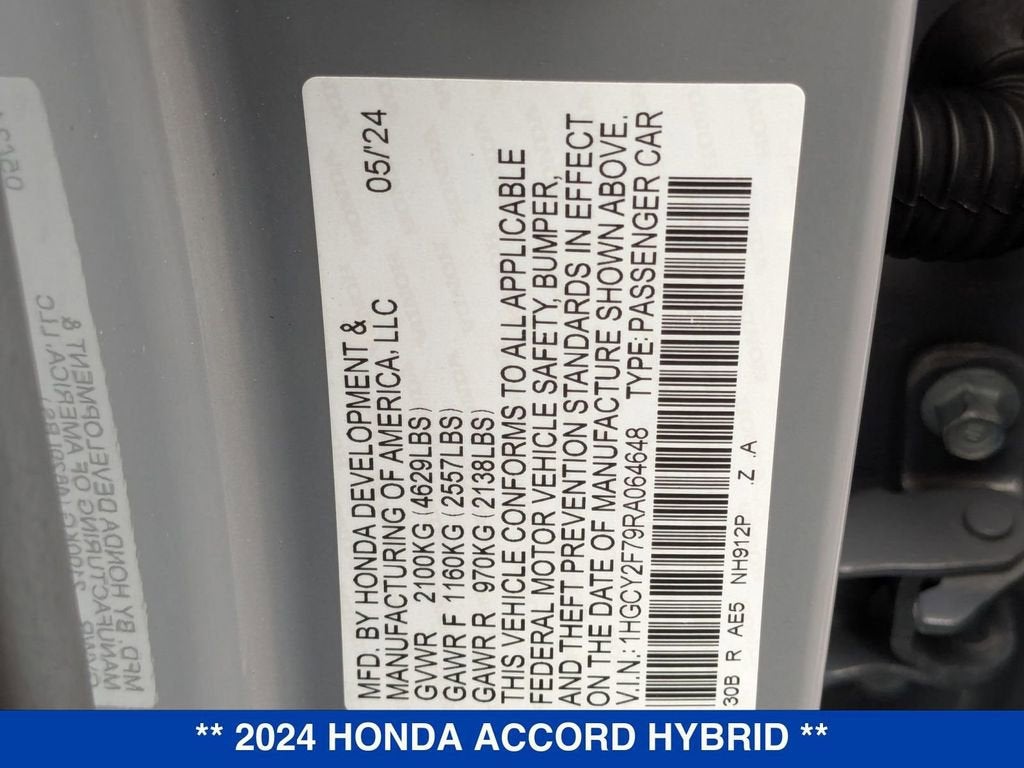 MFD. BY HONDA DEVELOPMENT &
MANUFACTURING OF AMERICA, LLC 05/'24
GVWR 2100KG (4629LBS)
GAWR F 1160KG (2557LBS)
GAWR R 970KG (2138LBS)
THIS VEHICLE CONFORMS TO ALL APPLICABLE
FEDERAL MOTOR VEHICLE SAFETY, BUMPER,
AND THEFT PREVENTION STANDARDS IN EFFECT
ON THE DATE OF MANUFACTURE SHOWN ABOVE.
V.I.N.: 1HGCY2F79RA064648 TYPE: PASSENGER CAR
30B R AE5 NH912P .Z .A
** 2024 HONDA ACCORD HYBRID **